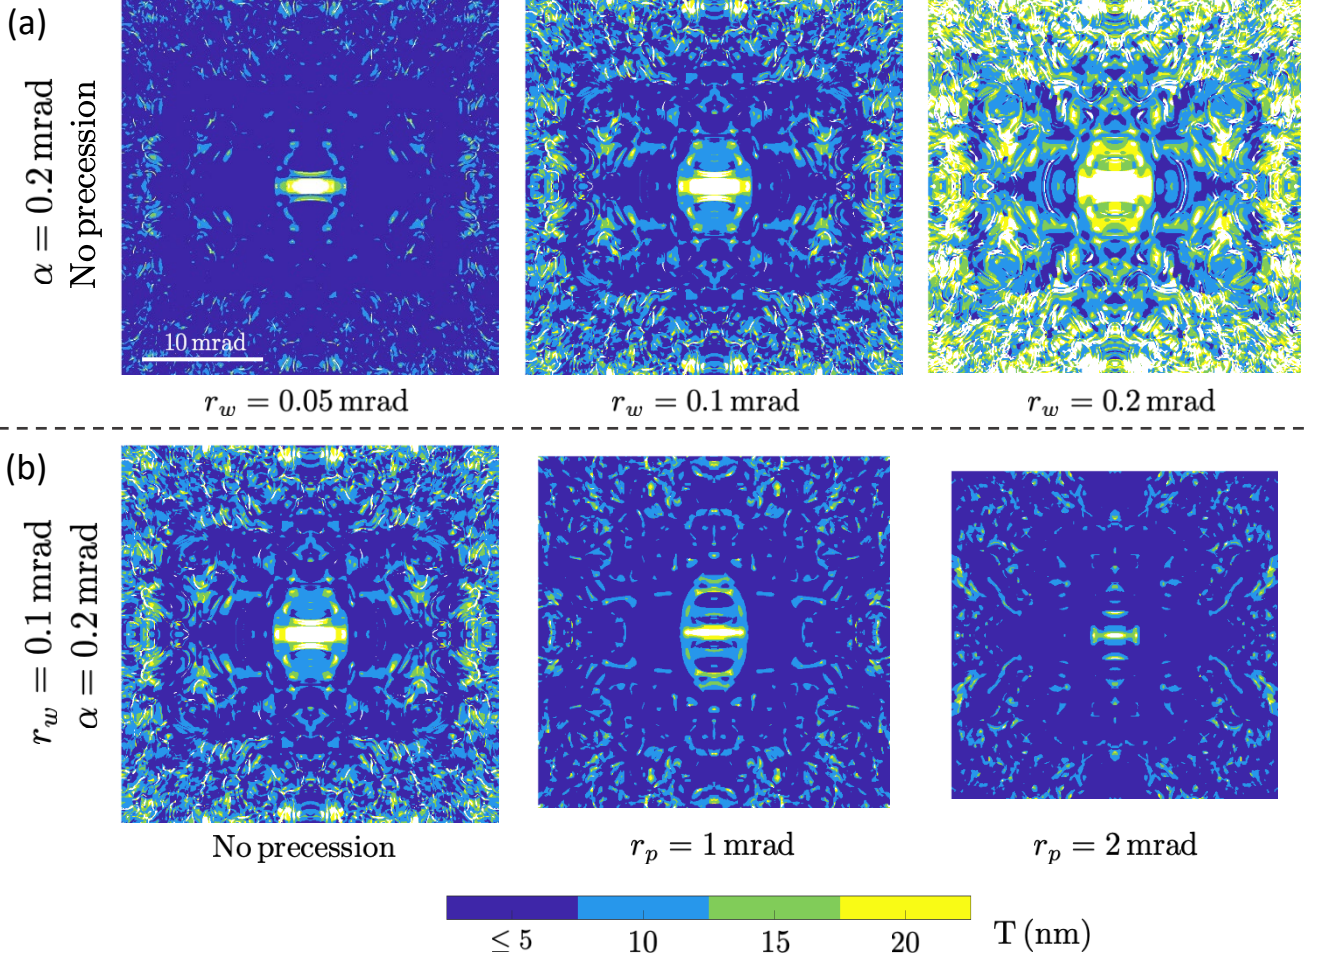 (a)
α = 0.2 mrad
No precession
10 mrad
r_w = 0.05 mrad
r_w = 0.1 mrad
r_w = 0.2 mrad
(b)
r_w = 0.1 mrad
α = 0.2 mrad
No precession
r_p = 1 mrad
r_p = 2 mrad
≤ 5
10
15
20
T (nm)